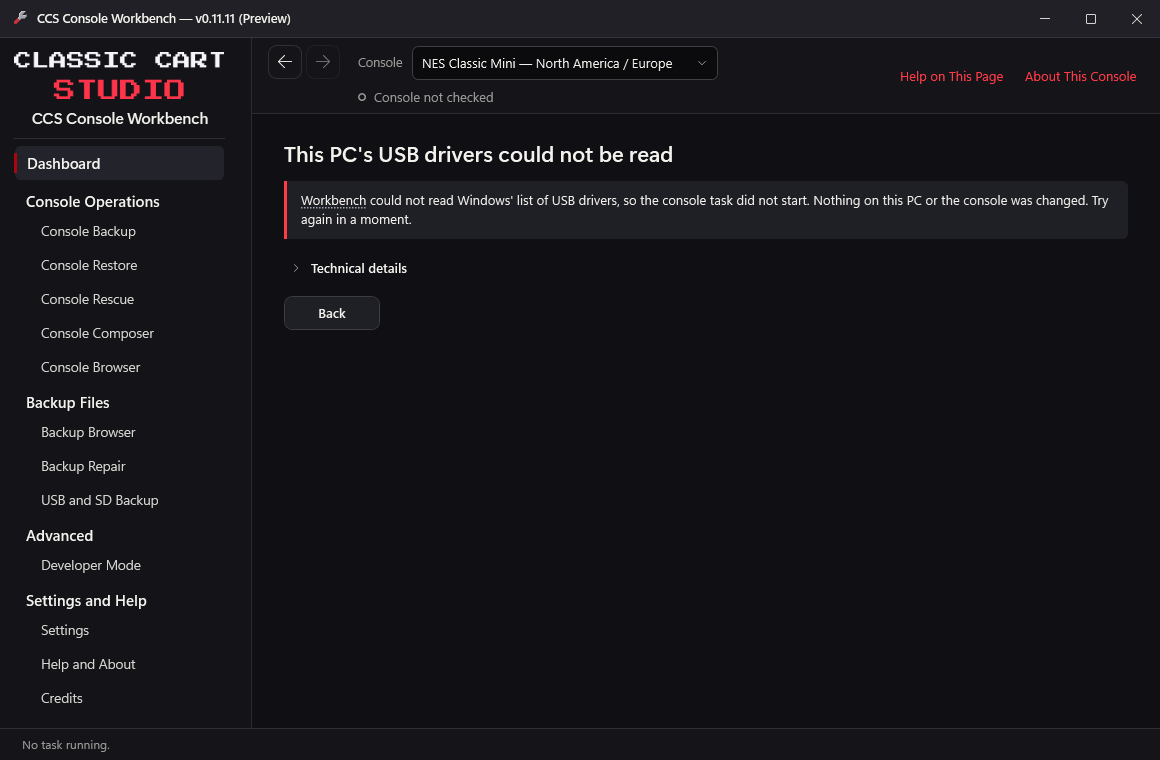 CCS Console Workbench — v0.11.11 (Preview)
CLASSIC CART
STUDIO
CCS Console Workbench
Dashboard
Console Operations
Console Backup
Console Restore
Console Rescue
Console Composer
Console Browser
Backup Files
Backup Browser
Backup Repair
USB and SD Backup
Advanced
Developer Mode
Settings and Help
Settings
Help and About
Credits
Console
NES Classic Mini — North America / Europe
Console not checked
Help on This Page
About This Console
This PC's USB drivers could not be read
Workbench could not read Windows' list of USB drivers, so the console task did not start. Nothing on this PC or the console was changed. Try
again in a moment.
Technical details
Back
No task running.